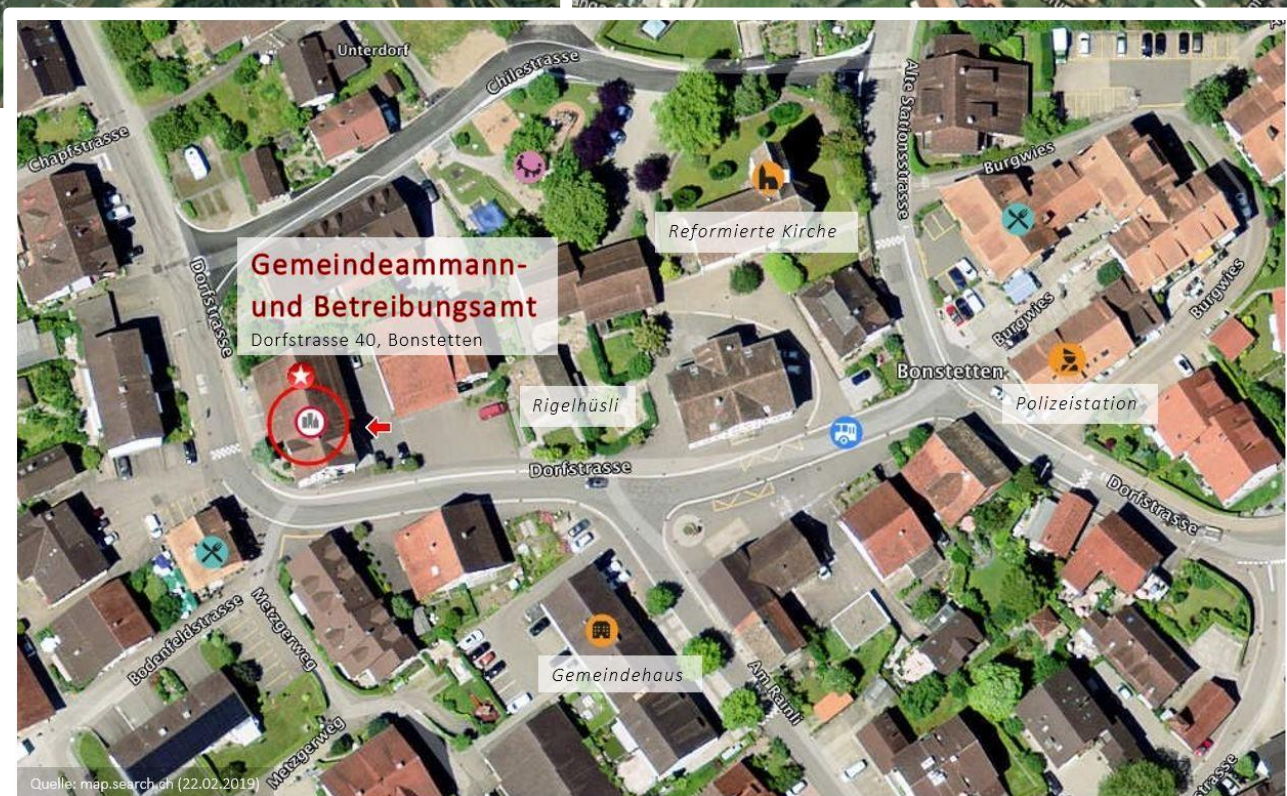 Unterdorf
Chilestrasse
Chapfstrasse
Alte Stationsstrasse
Burgwies
Reformierte Kirche
Gemeindeammann-
und Betreibungsamt
Dorfstrasse 40, Bonstetten
Dorfstrasse
Burgwies
Burgwies
Bonstetten
Rigelhüsli
Polizeistation
Dorfstrasse
Dorfstrasse
Bodenfeldstrasse
Metzgerweg
Gemeindehaus
Am Rainli
Metzgerweg
Quelle: map.search.ch (22.02.2019)